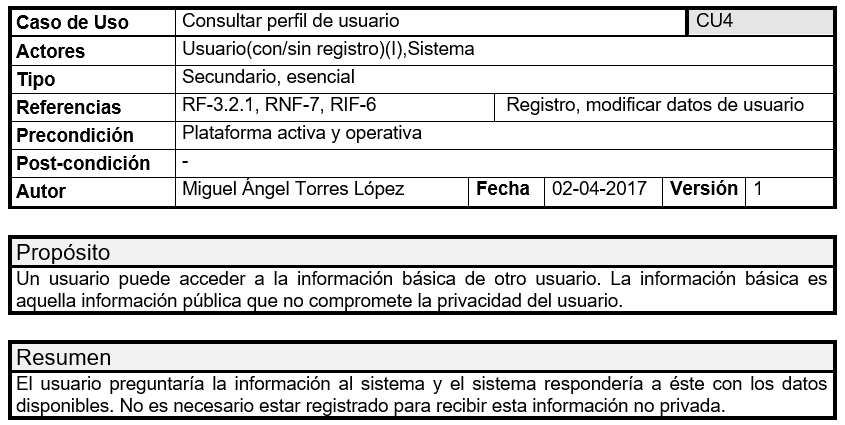 Caso de Uso Consultar perfil de usuario CU4
Actores Usuario(con/sin registro)(I),Sistema
Tipo Secundario, esencial
Referencias RF-3.2.1, RNF-7, RIF-6 Registro, modificar datos de usuario
Precondición Plataforma activa y operativa
Post-condición -
Autor Miguel Ángel Torres López Fecha 02-04-2017 Versión 1
Propósito
Un usuario puede acceder a la información básica de otro usuario. La información básica es
aquella información pública que no compromete la privacidad del usuario.
Resumen
El usuario preguntaría la información al sistema y el sistema respondería a éste con los datos
disponibles. No es necesario estar registrado para recibir esta información no privada.